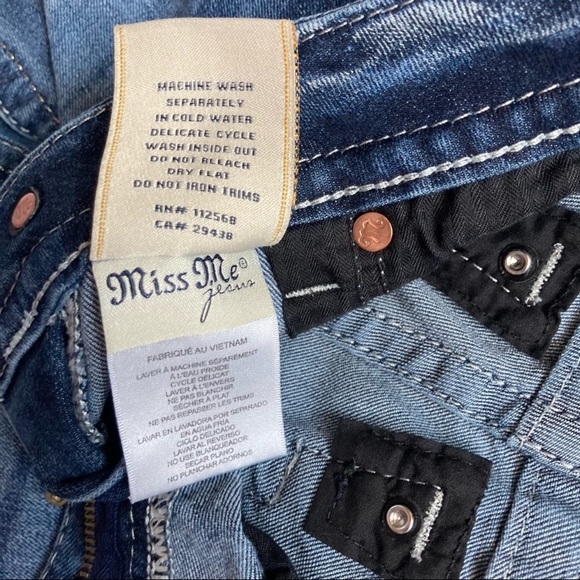 MACHINE WASH
SEPARATELY
IN COLD WATER
DELICATE CYCLE
WASH INSIDE OUT
DO NOT BLEACH
DRY FLAT
DO NOT IRON TRIMS
RN# 112568
CA# 29438
Miss Me®
jeans
FABRIQUÉ AU VIETNAM
LAVER À MACHINE SÉPARÉMENT
À L'EAU FROIDE
CYCLE DÉLICAT
LAVER À L'ENVERS
NE PAS BLANCHIR
SÉCHER À PLAT
NE PAS REPASSER LES TRIMS
LAVAR EN LAVADORA POR SEPARADO
EN AGUA FRIA
CICLO DELICADO
LAVAR AL REVERSO
NO USE BLANQUEADOR
SECAR PLANO
NO PLANCHAR ADORNOS